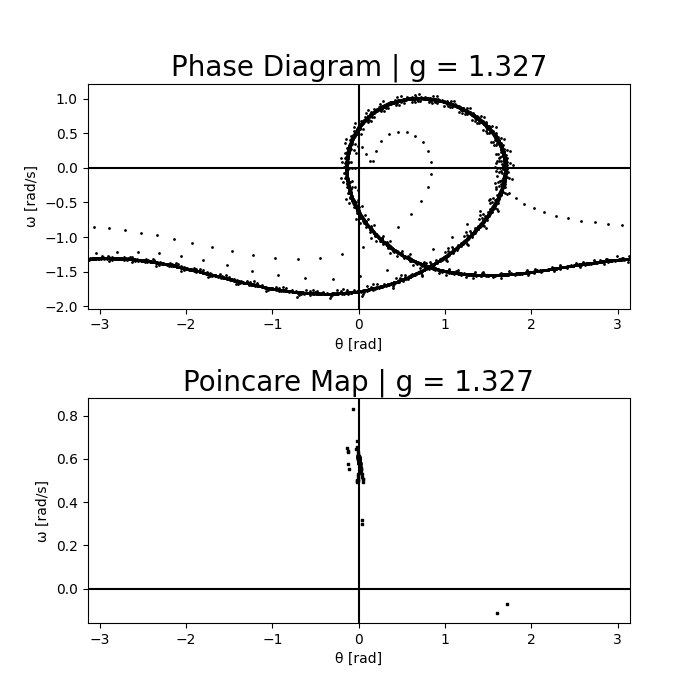 Phase Diagram | g = 1.327
1.0
0.5
0.0
−0.5
−1.0
−1.5
−2.0
ω [rad/s]
−3 −2 −1 0 1 2 3
θ [rad]
Poincare Map | g = 1.327
0.8
0.6
0.4
0.2
0.0
ω [rad/s]
−3 −2 −1 0 1 2 3
θ [rad]